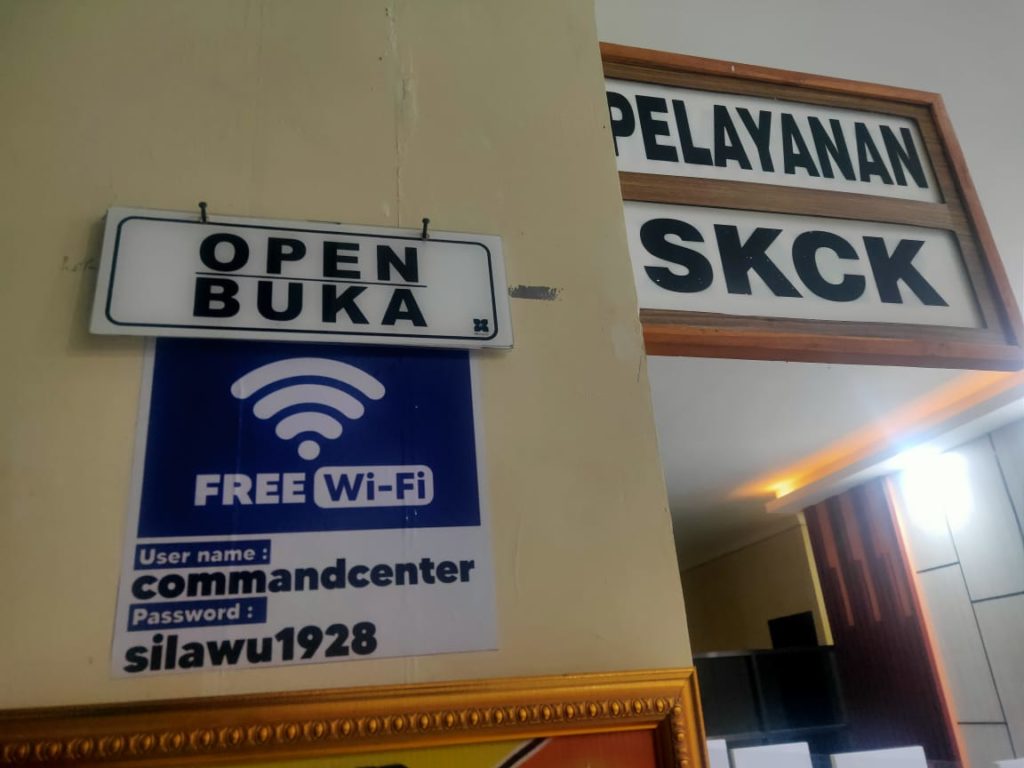 PELAYANAN
SKCK
OPEN
BUKA
FREE Wi-Fi
User name :
commandcenter
Password :
silawu1928